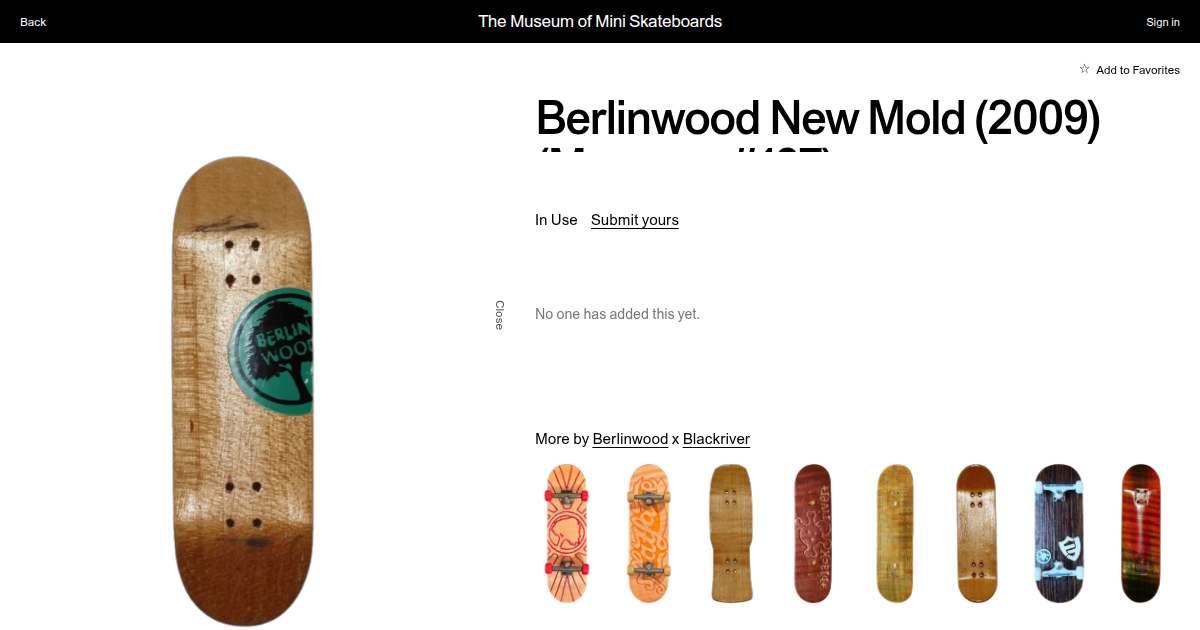 Back
The Museum of Mini Skateboards
Sign in
☆ Add to Favorites
Berlinwood New Mold (2009)
In Use Submit yours
Close
No one has added this yet.
BERLIN
WOOD
More by Berlinwood x Blackriver